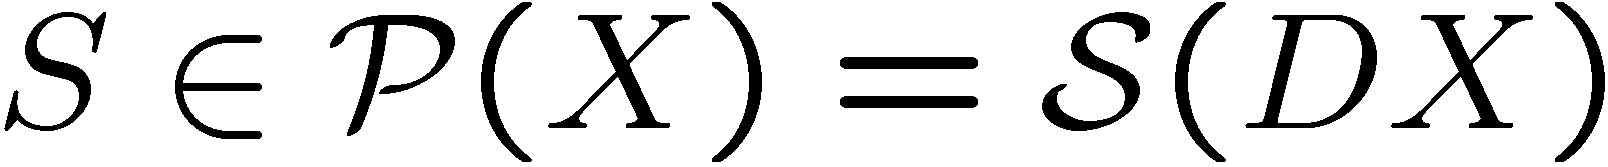 S ∈ 𝒫(X) = 𝒮(DX)